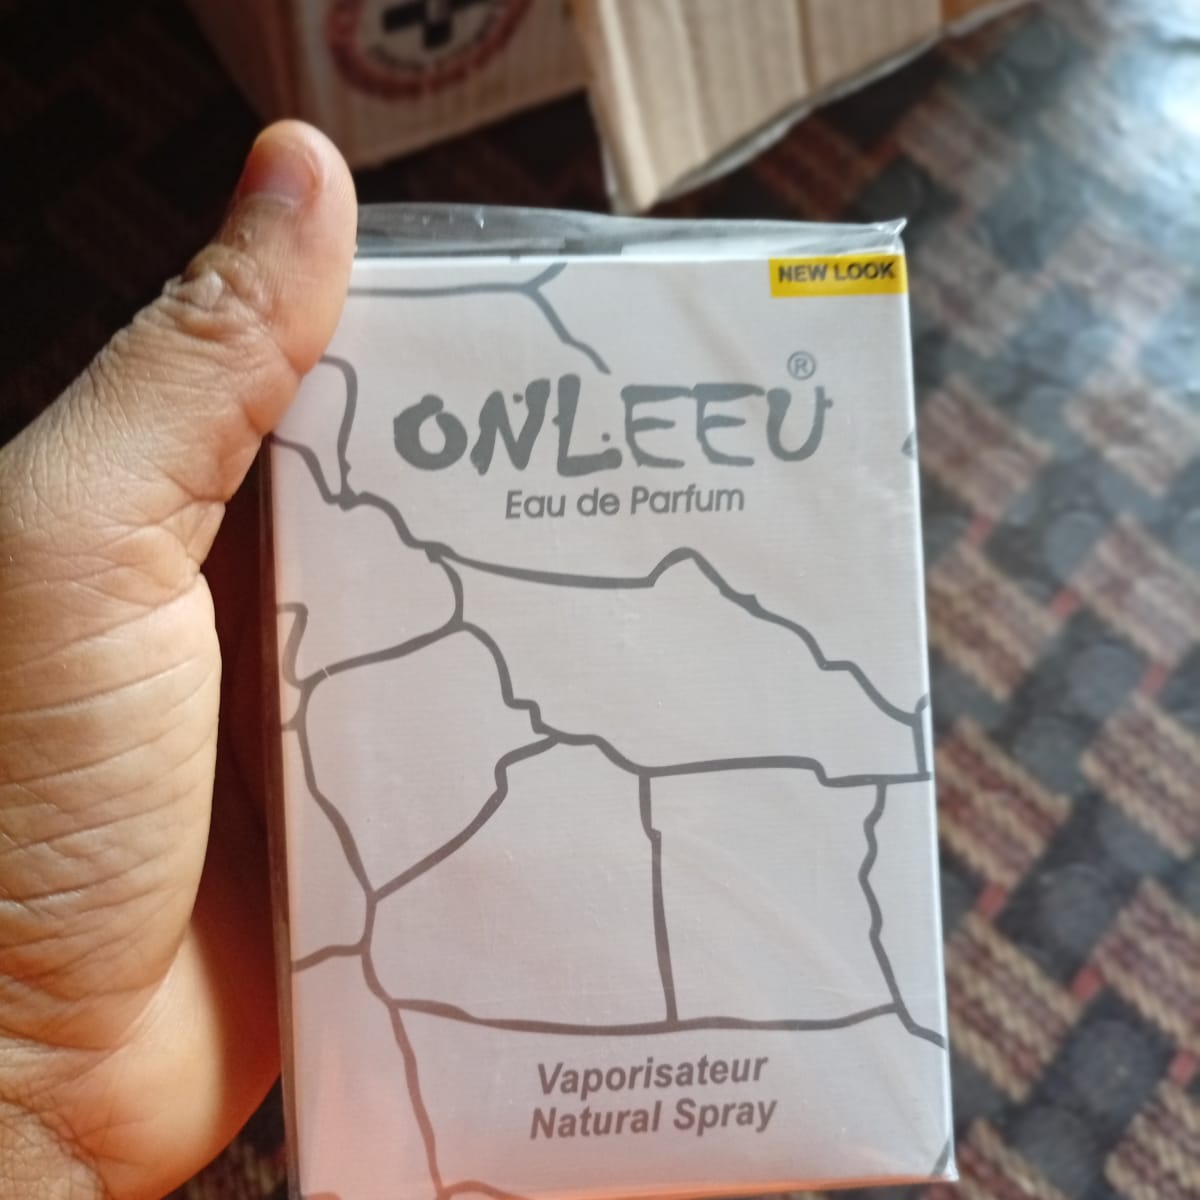 NEW LOOK
ONLEEU®
Eau de Parfum
Vaporisateur
Natural Spray